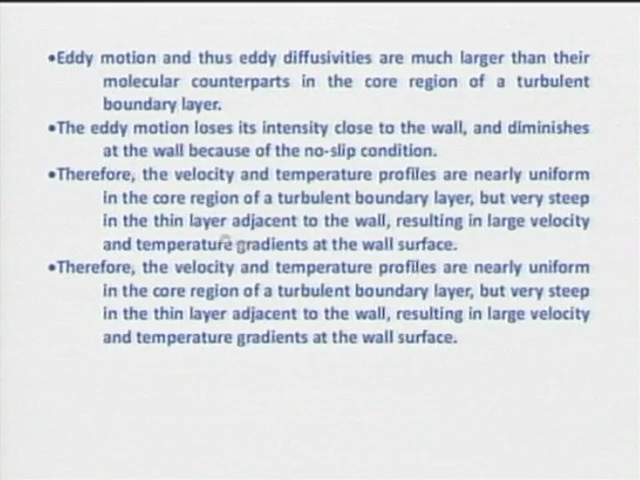 •Eddy motion and thus eddy diffusivities are much larger than their
molecular counterparts in the core region of a turbulent
boundary layer.
•The eddy motion loses its intensity close to the wall, and diminishes
at the wall because of the no-slip condition.
•Therefore, the velocity and temperature profiles are nearly uniform
in the core region of a turbulent boundary layer, but very steep
in the thin layer adjacent to the wall, resulting in large velocity
and temperature gradients at the wall surface.
•Therefore, the velocity and temperature profiles are nearly uniform
in the core region of a turbulent boundary layer, but very steep
in the thin layer adjacent to the wall, resulting in large velocity
and temperature gradients at the wall surface.